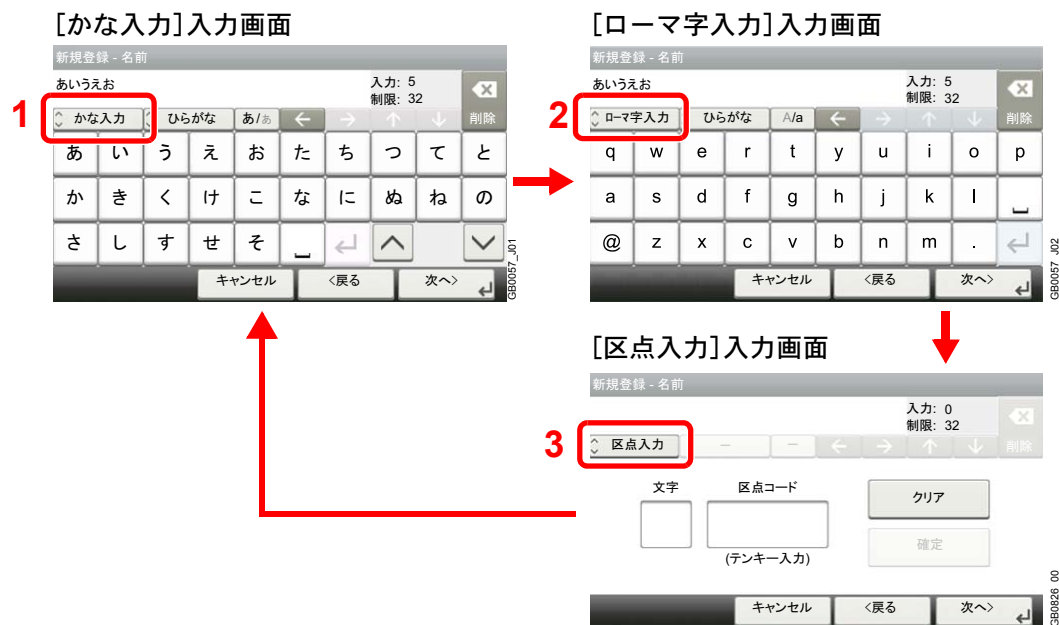 [かな入力]入力画面
新規登録 - 名前
あいうえお
入力: 5
制限: 32
削除
1
かな入力 ひらがな あ/ぁ ← → ↑ ↓
あ い う え お た ち つ て と
か き く け こ な に ぬ ね の
さ し す せ そ
キャンセル <戻る 次へ>
GB0057_J01
[ローマ字入力]入力画面
新規登録 - 名前
あいうえお
入力: 5
制限: 32
削除
2
ローマ字入力 ひらがな A/a ← → ↑ ↓
q w e r t y u i o p
a s d f g h j k l
@ z x c v b n m .
キャンセル <戻る 次へ>
GB0057_J02
[区点入力]入力画面
新規登録 - 名前
入力: 0
制限: 32
削除
3
区点入力 − − ← → ↑ ↓
文字 区点コード
クリア
確定
(テンキー入力)
キャンセル <戻る 次へ>
GB0826_00